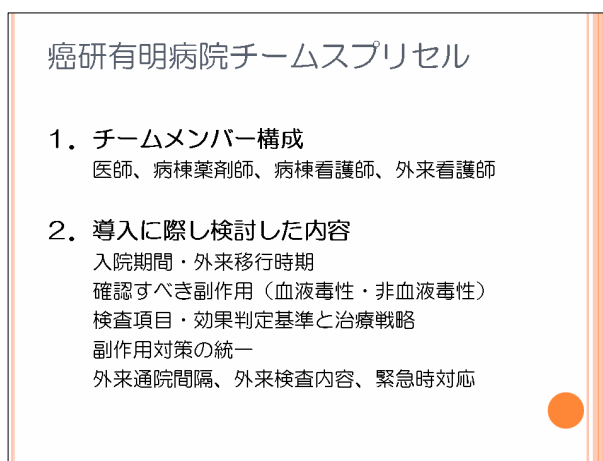 癌研有明病院チームスプリセル
１．チームメンバー構成
医師、病棟薬剤師、病棟看護師、外来看護師
２．導入に際し検討した内容
入院期間・外来移行時期
確認すべき副作用（血液毒性・非血液毒性）
検査項目・効果判定基準と治療戦略
副作用対策の統一
外来通院間隔、外来検査内容、緊急時対応